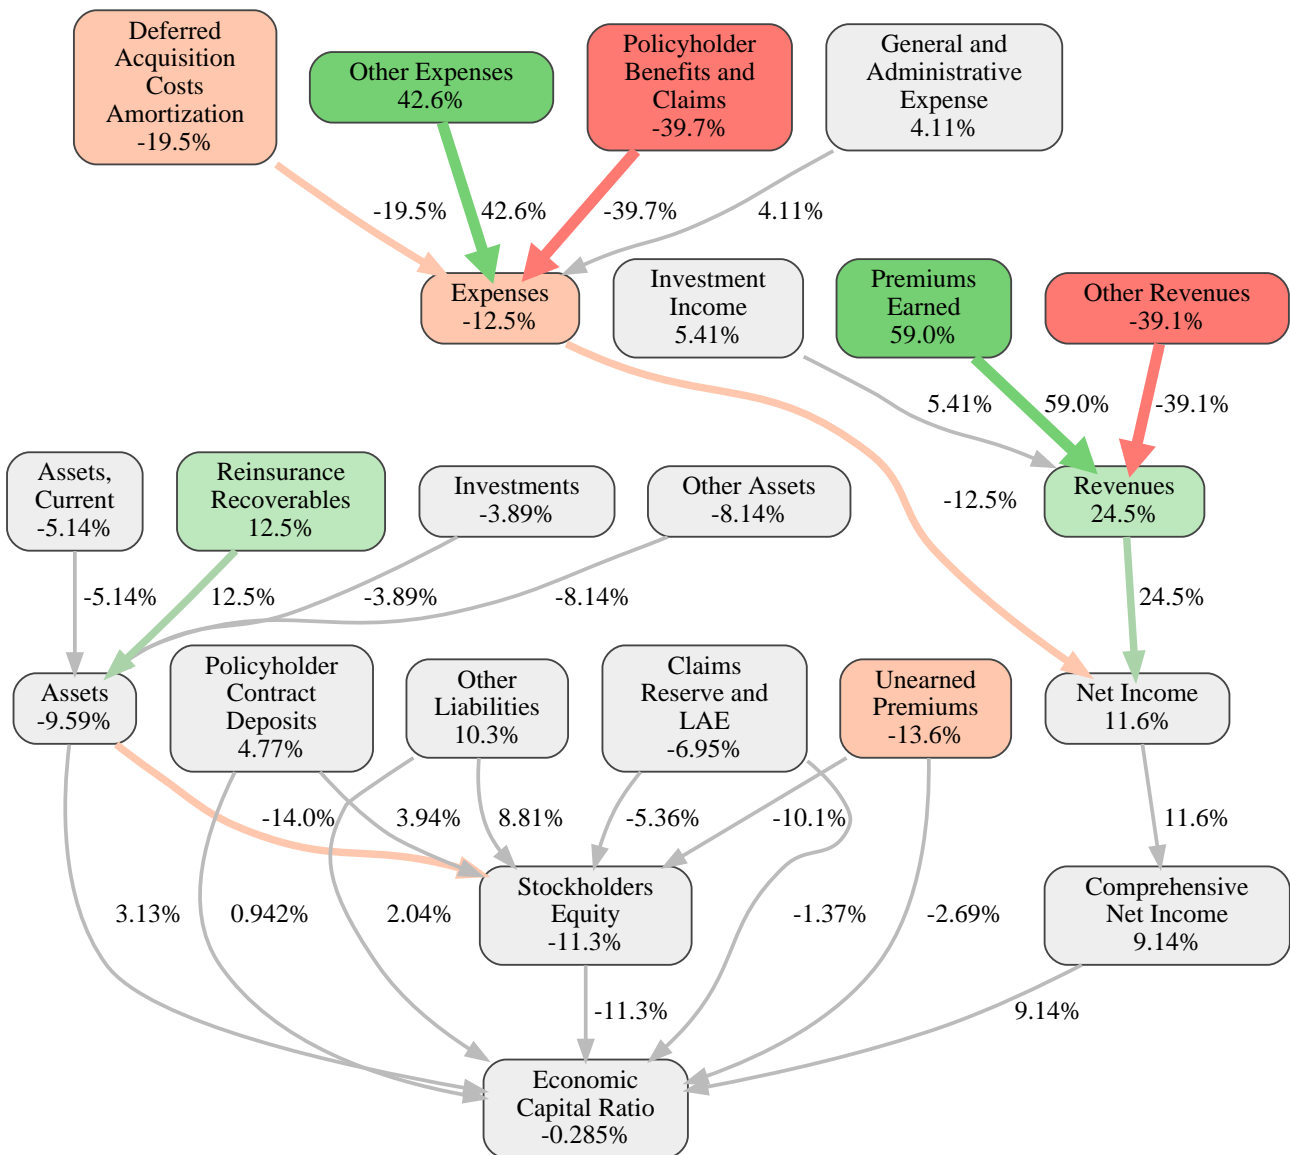 Deferred
Acquisition
Costs
Amortization
-19.5%
Other Expenses
42.6%
Policyholder
Benefits and
Claims
-39.7%
General and
Administrative
Expense
4.11%
-19.5%
42.6%
-39.7%
4.11%
Expenses
-12.5%
Investment
Income
5.41%
Premiums
Earned
59.0%
Other Revenues
-39.1%
5.41%
59.0%
-39.1%
Assets,
Current
-5.14%
Reinsurance
Recoverables
12.5%
Investments
-3.89%
Other Assets
-8.14%
-12.5%
Revenues
24.5%
-5.14%
12.5%
-3.89%
-8.14%
24.5%
Assets
-9.59%
Policyholder
Contract
Deposits
4.77%
Other
Liabilities
10.3%
Claims
Reserve and
LAE
-6.95%
Unearned
Premiums
-13.6%
Net Income
11.6%
-14.0%
3.94%
8.81%
-5.36%
-10.1%
11.6%
3.13%
0.942%
2.04%
Stockholders
Equity
-11.3%
-1.37%
-2.69%
Comprehensive
Net Income
9.14%
-11.3%
9.14%
Economic
Capital Ratio
-0.285%